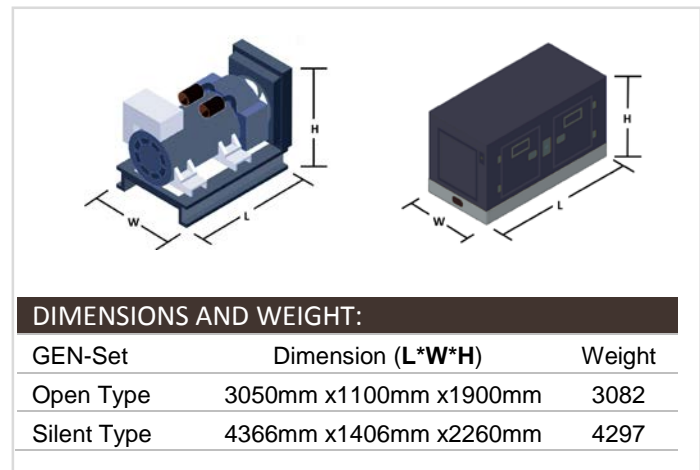 H
W
L
H
W
L
DIMENSIONS AND WEIGHT:
GEN-Set Dimension (L*W*H) Weight
Open Type 3050mm x1100mm x1900mm 3082
Silent Type 4366mm x1406mm x2260mm 4297